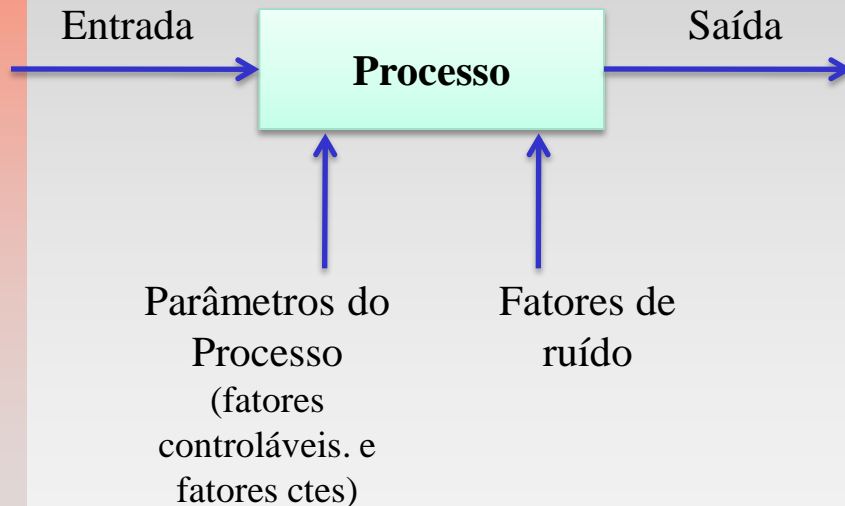 Entrada
Processo
Saída
Parâmetros do
Processo
(fatores
controláveis. e
fatores ctes)
Fatores de
ruído